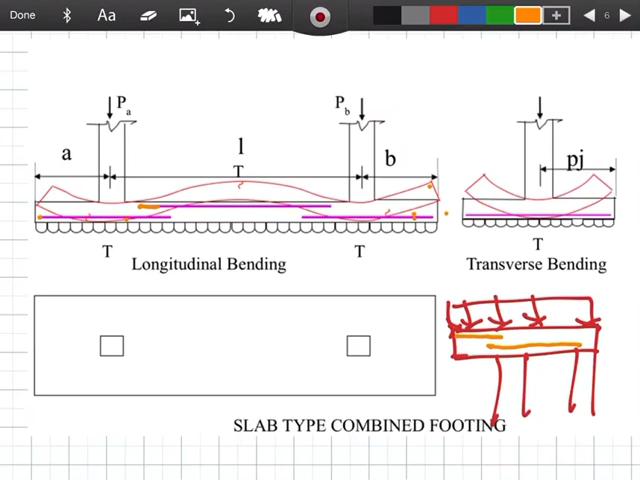 Done Aa 6
Pa Pb
a l b pj
T
T T T
Longitudinal Bending Transverse Bending
SLAB TYPE COMBINED FOOTING